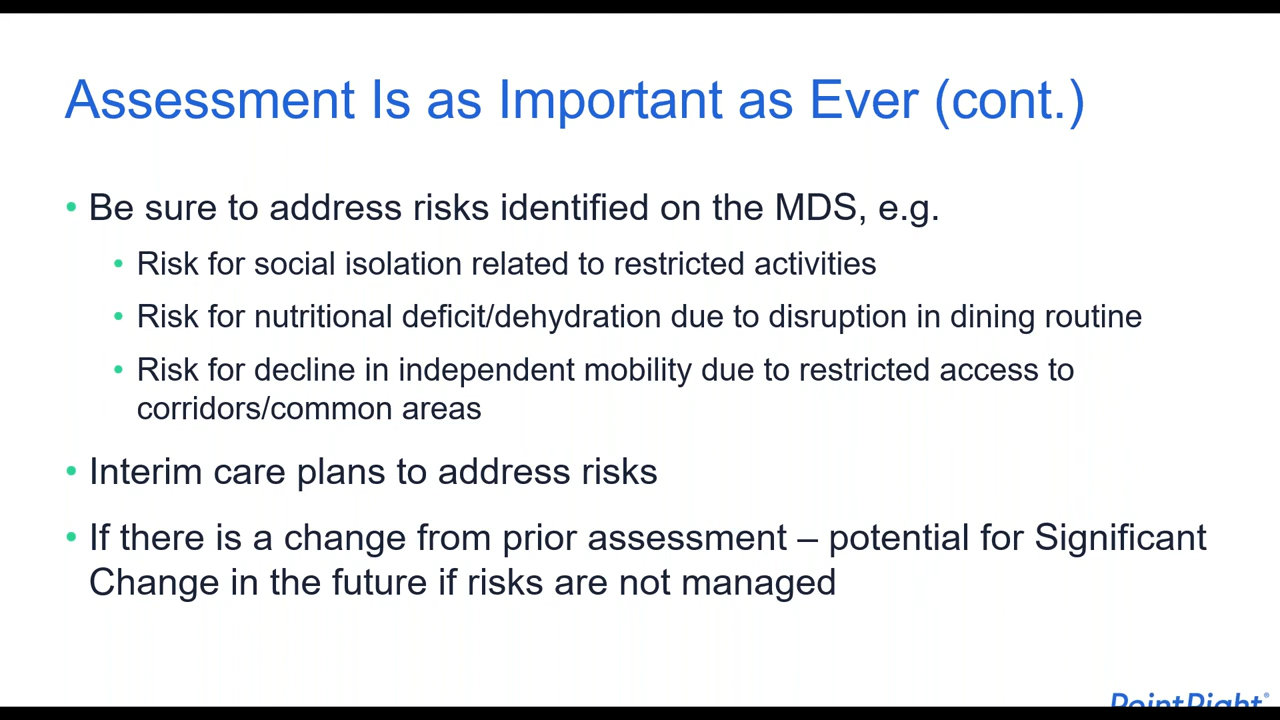 Assessment Is as Important as Ever (cont.)
• Be sure to address risks identified on the MDS, e.g.
• Risk for social isolation related to restricted activities
• Risk for nutritional deficit/dehydration due to disruption in dining routine
• Risk for decline in independent mobility due to restricted access to
corridors/common areas
• Interim care plans to address risks
• If there is a change from prior assessment – potential for Significant
Change in the future if risks are not managed
PointRight®